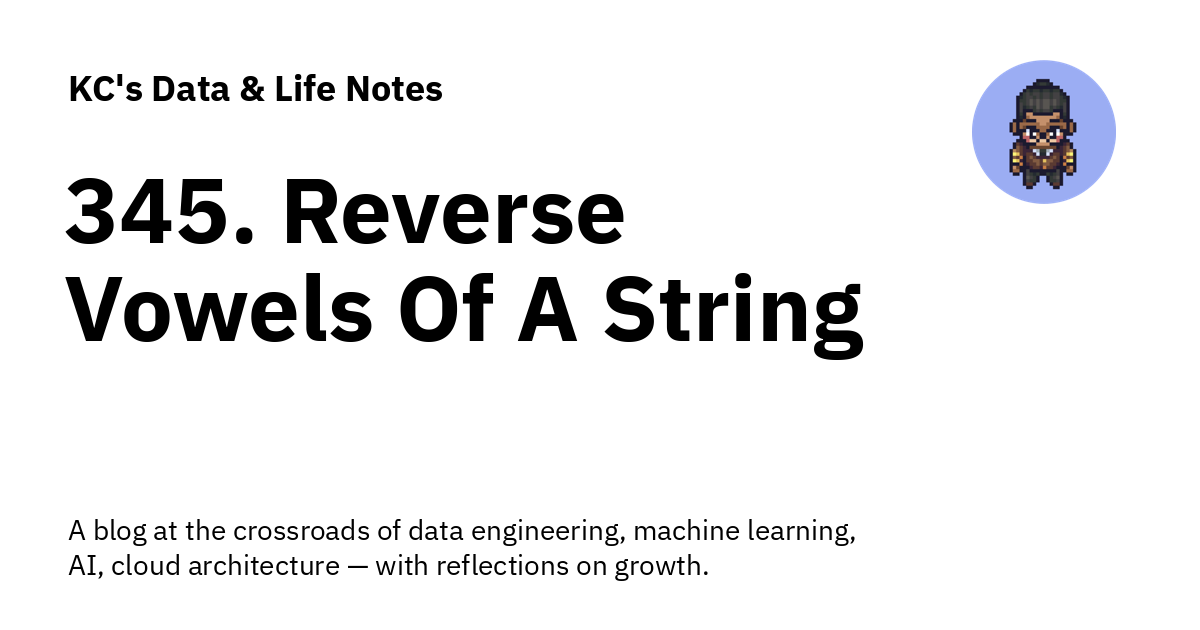 KC's Data & Life Notes
345. Reverse
Vowels Of A String
A blog at the crossroads of data engineering, machine learning,
AI, cloud architecture — with reflections on growth.